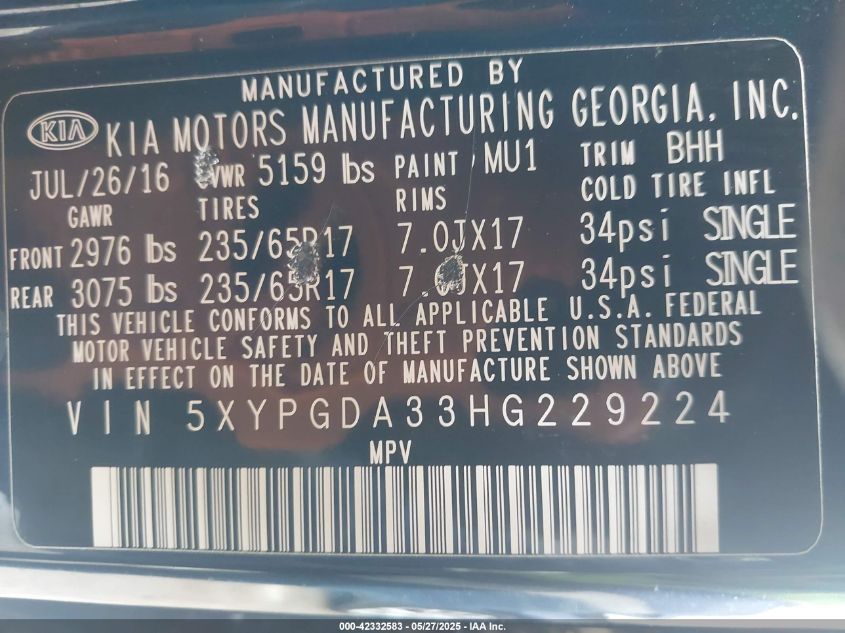 MANUFACTURED BY
KIA KIA MOTORS MANUFACTURING GEORGIA, INC.
JUL/26/16 GVWR 5159 lbs PAINT MU1 TRIM BHH
GAWR TIRES RIMS COLD TIRE INFL
FRONT 2976 lbs 235/65R17 7.0JX17 34psi SINGLE
REAR 3075 lbs 235/65R17 7.0JX17 34psi SINGLE
THIS VEHICLE CONFORMS TO ALL APPLICABLE U.S.A. FEDERAL
MOTOR VEHICLE SAFETY AND THEFT PREVENTION STANDARDS
IN EFFECT ON THE DATE OF MANUFACTURE SHOWN ABOVE
VIN 5XYPGDA33HG229224
MPV
000-42332583 - 05/27/2025 - IAA Inc.